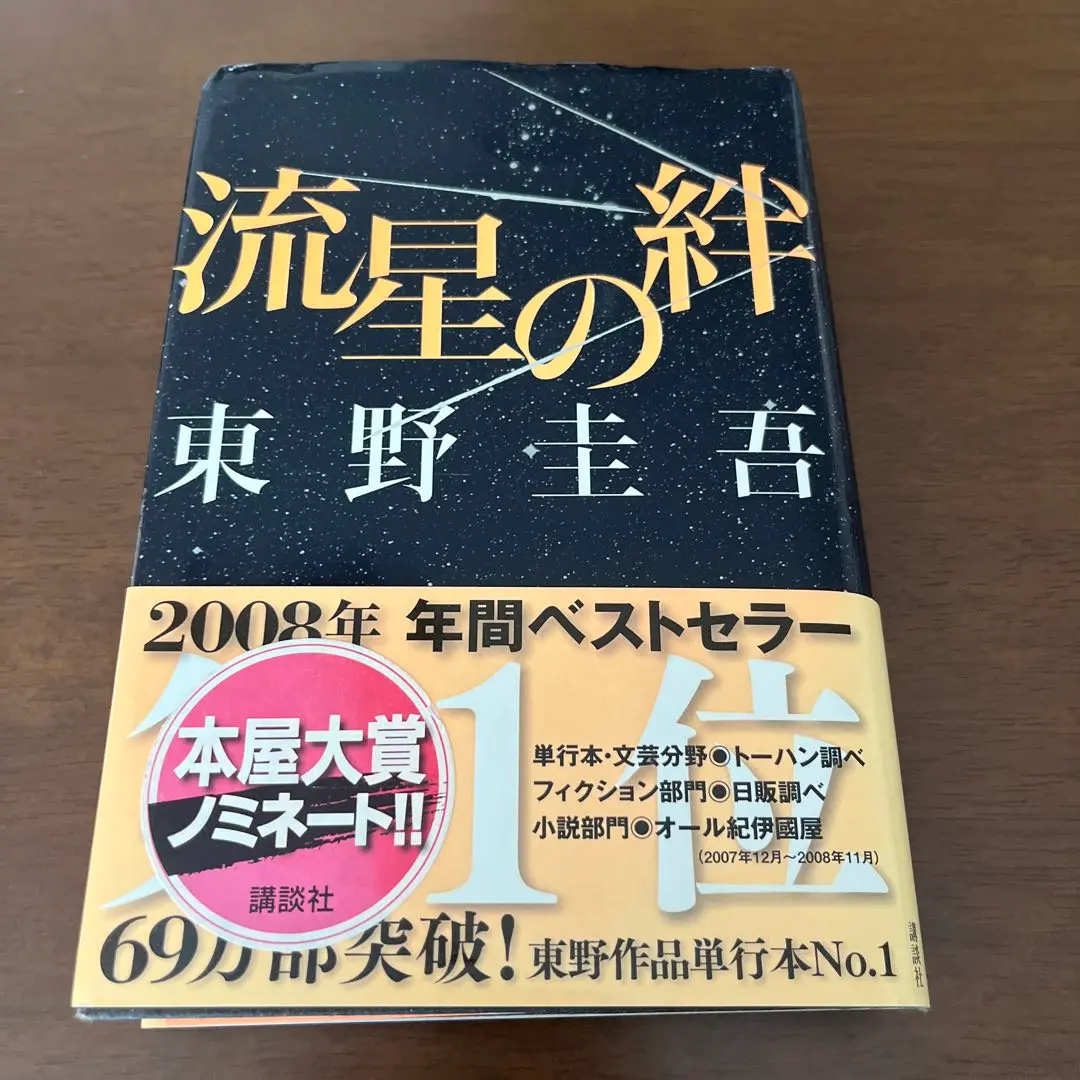 流星の絆
東野圭吾
2008年 年間ベストセラー
第1位
本屋大賞
ノミネート!!
講談社
単行本・文芸分野◉トーハン調べ
フィクション部門◉日販調べ
小説部門◉オール紀伊國屋
(2007年12月〜2008年11月)
69万部突破! 東野作品単行本No.1
講談社